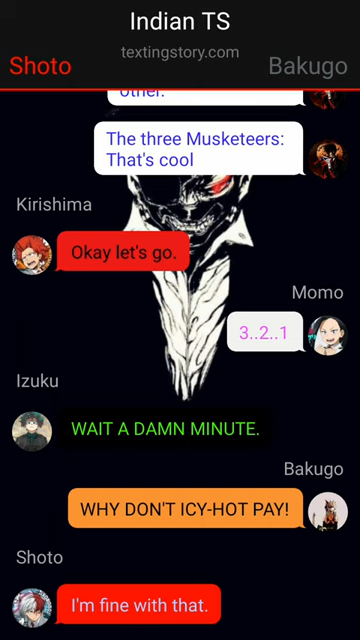 Indian TS
textingstory.com
Shoto
Bakugo
other.
The three Musketeers:
That's cool
Kirishima
Okay let's go.
Momo
3..2..1
Izuku
WAIT A DAMN MINUTE.
Bakugo
WHY DON'T ICY-HOT PAY!
Shoto
I'm fine with that.